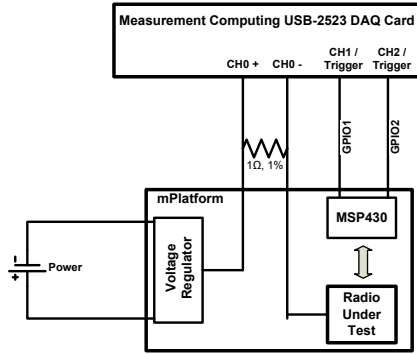 Measurement Computing USB-2523 DAQ Card
CH0 +
CH0 -
CH1 /
Trigger
CH2 /
Trigger
GPIO1
GPIO2
1Ω, 1%
mPlatform
MSP430
Voltage
Regulator
-
+
Power
Radio
Under
Test